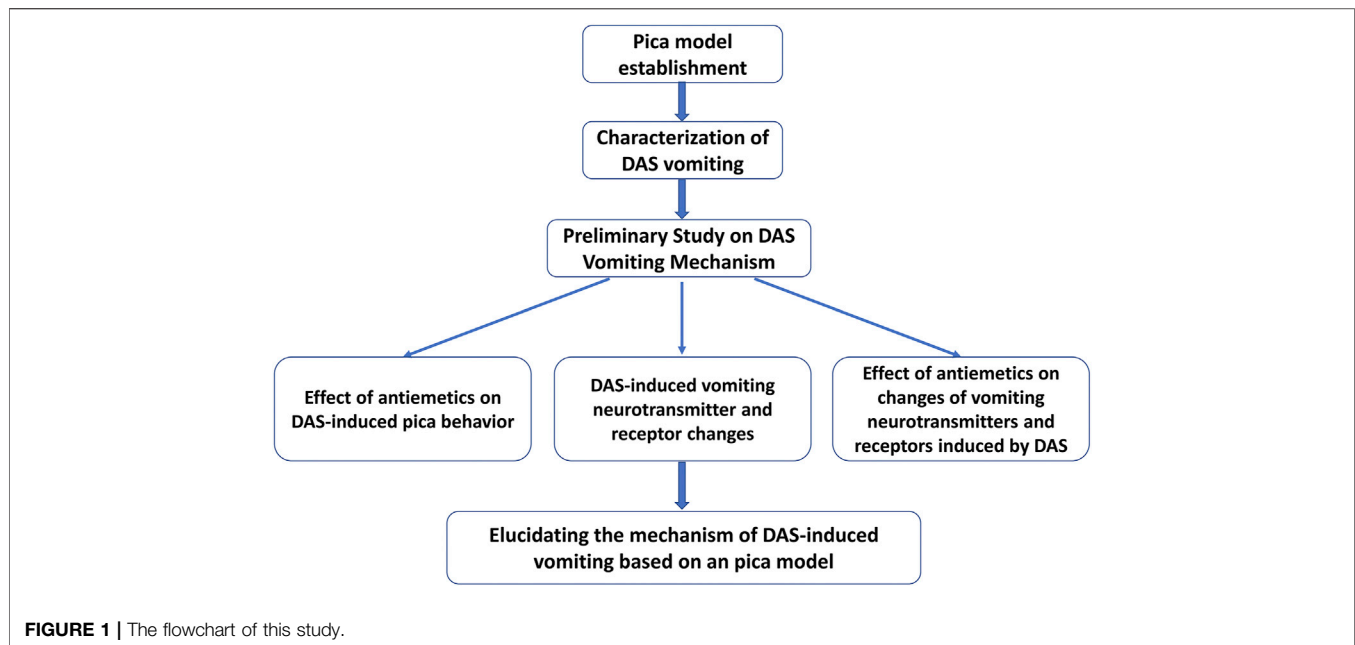 Pica model
establishment
Characterization of
DAS vomiting
Preliminary Study on DAS
Vomiting Mechanism
Effect of antiemetics on
DAS-induced pica behavior
DAS-induced vomiting
neurotransmitter and
receptor changes
Effect of antiemetics on
changes of vomiting
neurotransmitters and
receptors induced by DAS
Elucidating the mechanism of DAS-induced
vomiting based on an pica model
FIGURE 1 | The flowchart of this study.